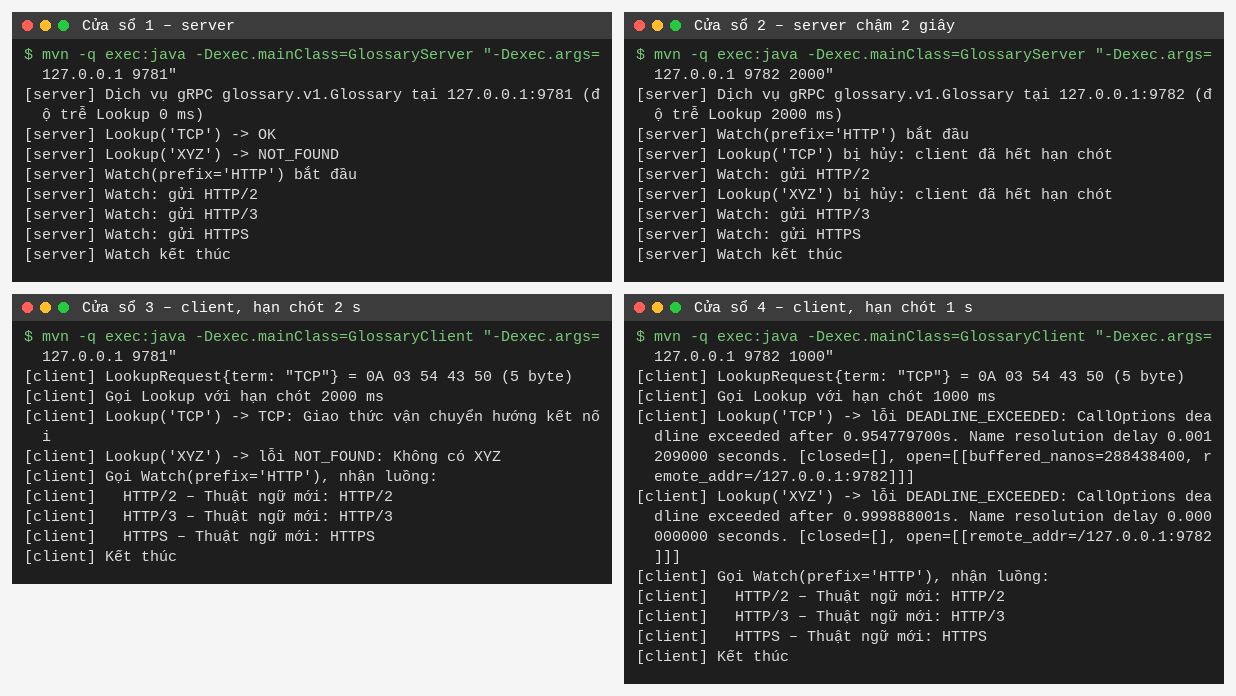 Cửa sổ 1 – server
$ mvn -q exec:java -Dexec.mainClass=GlossaryServer "-Dexec.args=
127.0.0.1 9781"
[server] Dịch vụ gRPC glossary.v1.Glossary tại 127.0.0.1:9781 (đ
ộ trễ Lookup 0 ms)
[server] Lookup('TCP') -> OK
[server] Lookup('XYZ') -> NOT_FOUND
[server] Watch(prefix='HTTP') bắt đầu
[server] Watch: gửi HTTP/2
[server] Watch: gửi HTTP/3
[server] Watch: gửi HTTPS
[server] Watch kết thúc
Cửa sổ 2 – server chậm 2 giây
$ mvn -q exec:java -Dexec.mainClass=GlossaryServer "-Dexec.args=
127.0.0.1 9782 2000"
[server] Dịch vụ gRPC glossary.v1.Glossary tại 127.0.0.1:9782 (đ
ộ trễ Lookup 2000 ms)
[server] Watch(prefix='HTTP') bắt đầu
[server] Lookup('TCP') bị hủy: client đã hết hạn chót
[server] Watch: gửi HTTP/2
[server] Lookup('XYZ') bị hủy: client đã hết hạn chót
[server] Watch: gửi HTTP/3
[server] Watch: gửi HTTPS
[server] Watch kết thúc
Cửa sổ 3 – client, hạn chót 2 s
$ mvn -q exec:java -Dexec.mainClass=GlossaryClient "-Dexec.args=
127.0.0.1 9781"
[client] LookupRequest{term: "TCP"} = 0A 03 54 43 50 (5 byte)
[client] Gọi Lookup với hạn chót 2000 ms
[client] Lookup('TCP') -> TCP: Giao thức vận chuyển hướng kết nố
i
[client] Lookup('XYZ') -> lỗi NOT_FOUND: Không có XYZ
[client] Gọi Watch(prefix='HTTP'), nhận luồng:
[client]   HTTP/2 – Thuật ngữ mới: HTTP/2
[client]   HTTP/3 – Thuật ngữ mới: HTTP/3
[client]   HTTPS – Thuật ngữ mới: HTTPS
[client] Kết thúc
Cửa sổ 4 – client, hạn chót 1 s
$ mvn -q exec:java -Dexec.mainClass=GlossaryClient "-Dexec.args=
127.0.0.1 9782 1000"
[client] LookupRequest{term: "TCP"} = 0A 03 54 43 50 (5 byte)
[client] Gọi Lookup với hạn chót 1000 ms
[client] Lookup('TCP') -> lỗi DEADLINE_EXCEEDED: CallOptions dea
dline exceeded after 0.954779700s. Name resolution delay 0.001
209000 seconds. [closed=[], open=[[buffered_nanos=288438400, r
emote_addr=/127.0.0.1:9782]]]
[client] Lookup('XYZ') -> lỗi DEADLINE_EXCEEDED: CallOptions dea
dline exceeded after 0.999888001s. Name resolution delay 0.000
000000 seconds. [closed=[], open=[[remote_addr=/127.0.0.1:9782
]]]
[client] Gọi Watch(prefix='HTTP'), nhận luồng:
[client]   HTTP/2 – Thuật ngữ mới: HTTP/2
[client]   HTTP/3 – Thuật ngữ mới: HTTP/3
[client]   HTTPS – Thuật ngữ mới: HTTPS
[client] Kết thúc